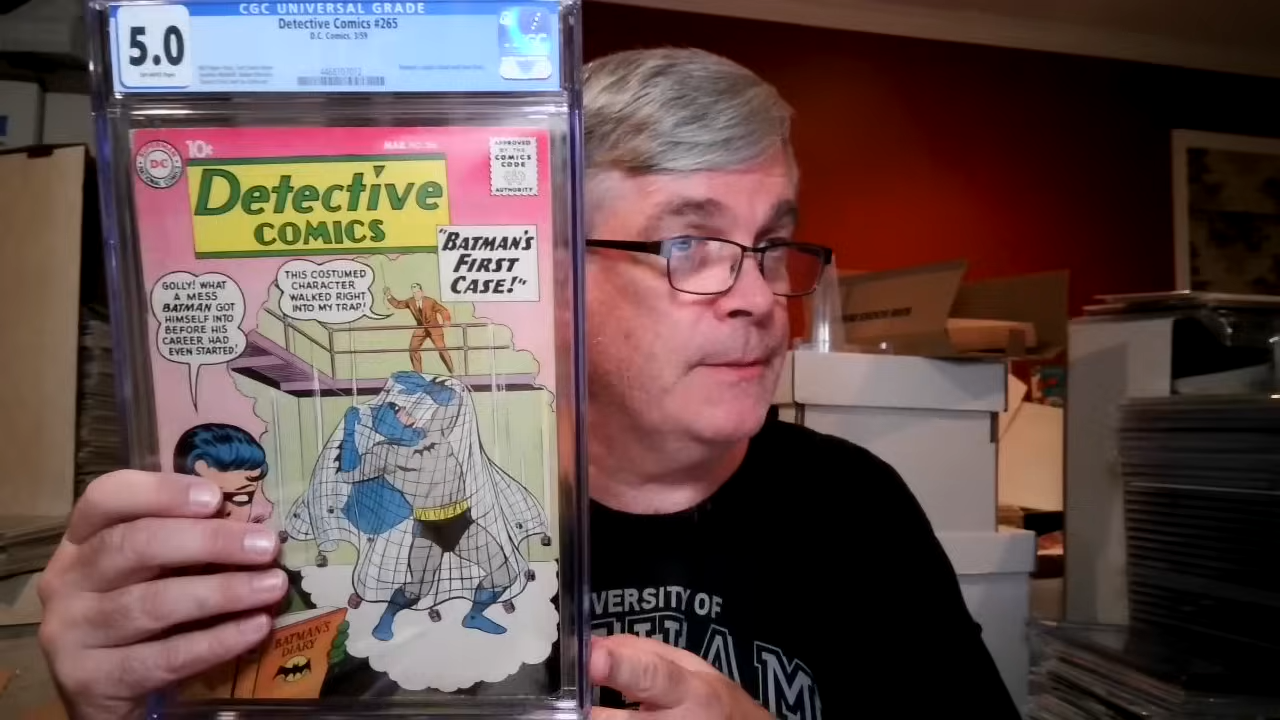 CGC UNIVERSAL GRADE
Detective Comics #265
D.C. Comics, 3/59
5.0
10¢
DC
APPROVED
BY THE
COMICS
CODE
AUTHORITY
Detective
COMICS
"BATMAN'S
FIRST
CASE!"
GOLLY! WHAT
A MESS
BATMAN GOT
HIMSELF INTO
BEFORE HIS
CAREER HAD
EVEN STARTED!
THIS COSTUMED
CHARACTER
WALKED RIGHT
INTO MY TRAP!
BATMAN'S
DIARY
VERSITY OF